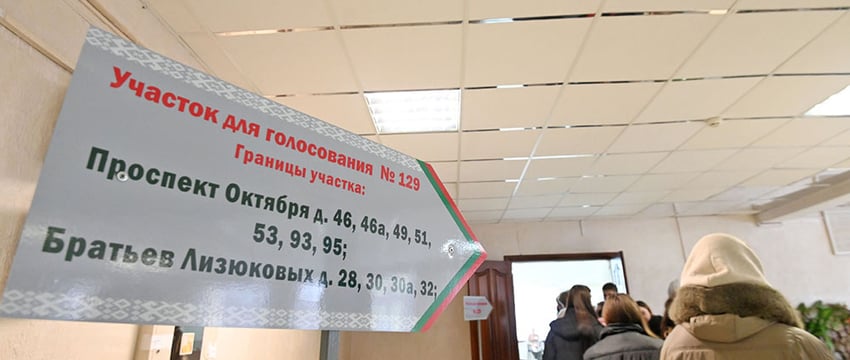 Участок для голосования № 129
Границы участка:
Проспект Октября д. 46, 46а, 49, 51,
53, 93, 95;
Братьев Лизюковых д. 28, 30, 30а, 32;